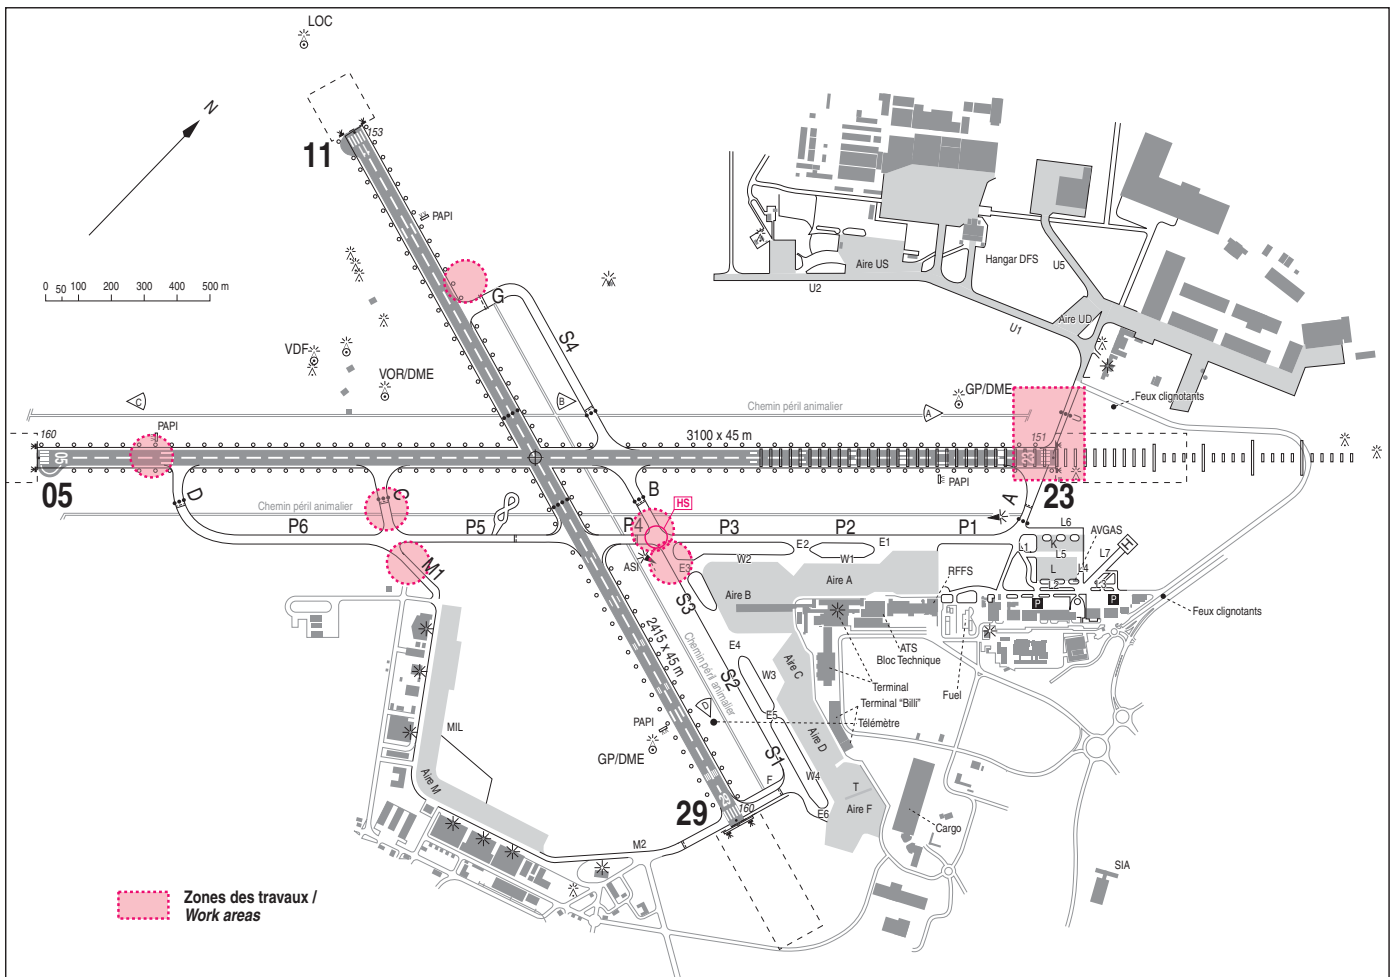 LOC
N
11
153
PAPI
0 50 100 200 300 400 500 m
G
S4
VDF
VOR/DME
Aire US
Hangar DFS
U5
U2
U1
Aire UD
GP/DME
U
Feux clignotants
C
B
A
Chemin péril animalier
160
PAPI
3100 x 45 m
151
05
23
05
23
PAPI
D
C
B
A
HS
Chemin péril animalier
P6
P5
P4
P3
P2
P1
L6
AVGAS
K
L1
L5
L7
H
L
L4
L2
L3
P
P
E2
E1
W2
W1
E3
ASI
M1
S3
Aire A
Aire B
RFFS
Feux clignotants
2415 x 45 m
Chemin péril animalier
E4
ATS
Bloc Technique
S2
W3
Aire C
Terminal
Fuel
Terminal "Billi"
D
E5
Télémètre
MIL
PAPI
GP/DME
S1
Aire D
Aire M
F
W4
T
29
29
160
E6
Aire F
Cargo
M2
SIA
Zones des travaux /
Work areas